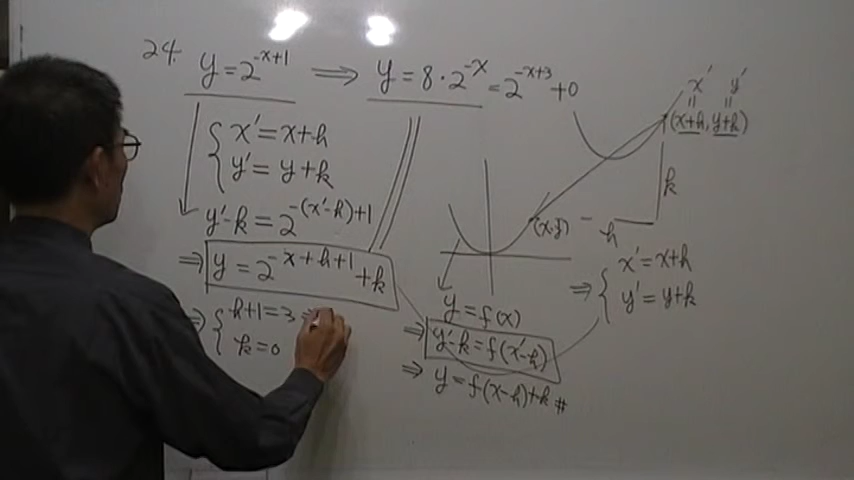 24. y=2^{-x+1} ⟹ y=8·2^{-x}=2^{-x+3}+0
{ x'=x+h
y'=y+k
y'-k=2^{-(x'-h)+1}
⇒ y=2^{-x+h+1}+k
⇒ { h+1=3 ⇒
k=0
x' y'
(x+h, y+k)
k
(x,y)
h
⇒ { x'=x+h
y'=y+k
y=f(x)
⇒ y'-k=f(x'-h)
⇒ y=f(x-h)+k #